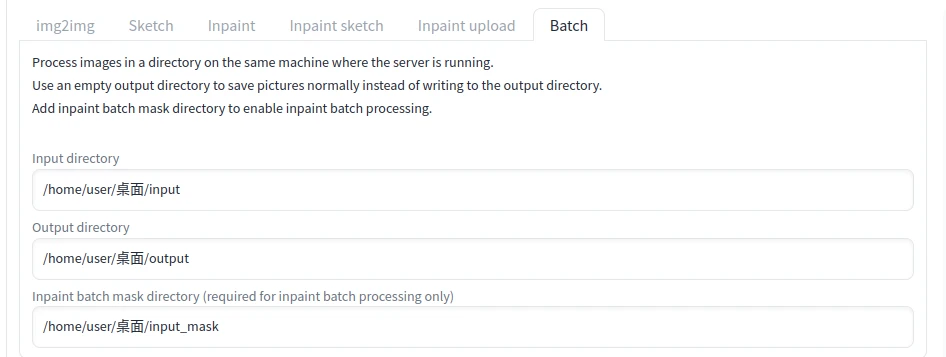 img2img Sketch Inpaint Inpaint sketch Inpaint upload Batch
Process images in a directory on the same machine where the server is running.
Use an empty output directory to save pictures normally instead of writing to the output directory.
Add inpaint batch mask directory to enable inpaint batch processing.
Input directory
/home/user/桌面/input
Output directory
/home/user/桌面/output
Inpaint batch mask directory (required for inpaint batch processing only)
/home/user/桌面/input_mask